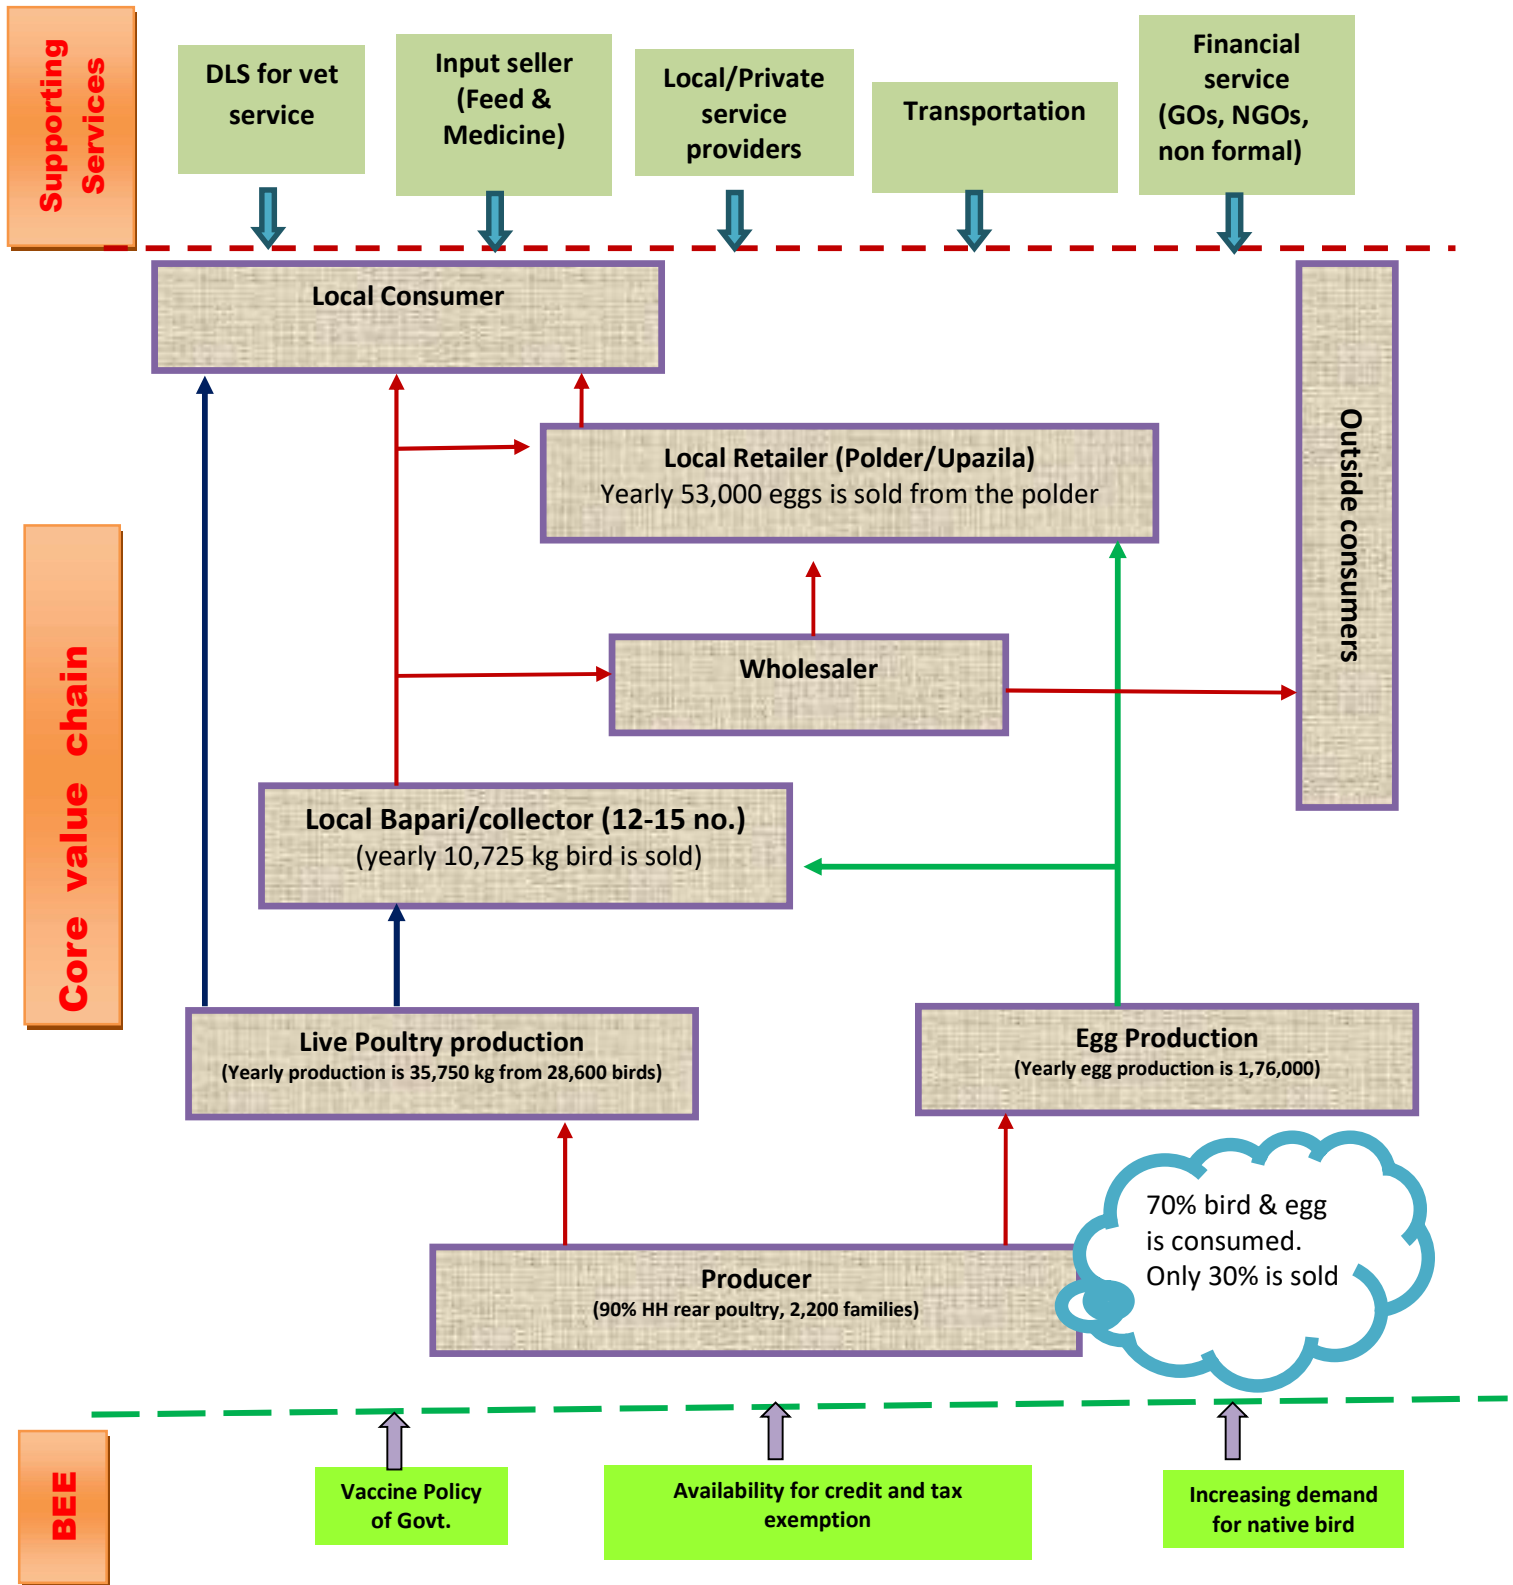 Supporting
Services
DLS for vet
service
Input seller
(Feed &
Medicine)
Local/Private
service
providers
Transportation
Financial
service
(GOs, NGOs,
non formal)
Local Consumer
Outside consumers
Local Retailer (Polder/Upazila)
Yearly 53,000 eggs is sold from the polder
Core value chain
Wholesaler
Local Bapari/collector (12-15 no.)
(yearly 10,725 kg bird is sold)
Live Poultry production
(Yearly production is 35,750 kg from 28,600 birds)
Egg Production
(Yearly egg production is 1,76,000)
70% bird & egg
is consumed.
Only 30% is sold
Producer
(90% HH rear poultry, 2,200 families)
BEE
Vaccine Policy
of Govt.
Availability for credit and tax
exemption
Increasing demand
for native bird